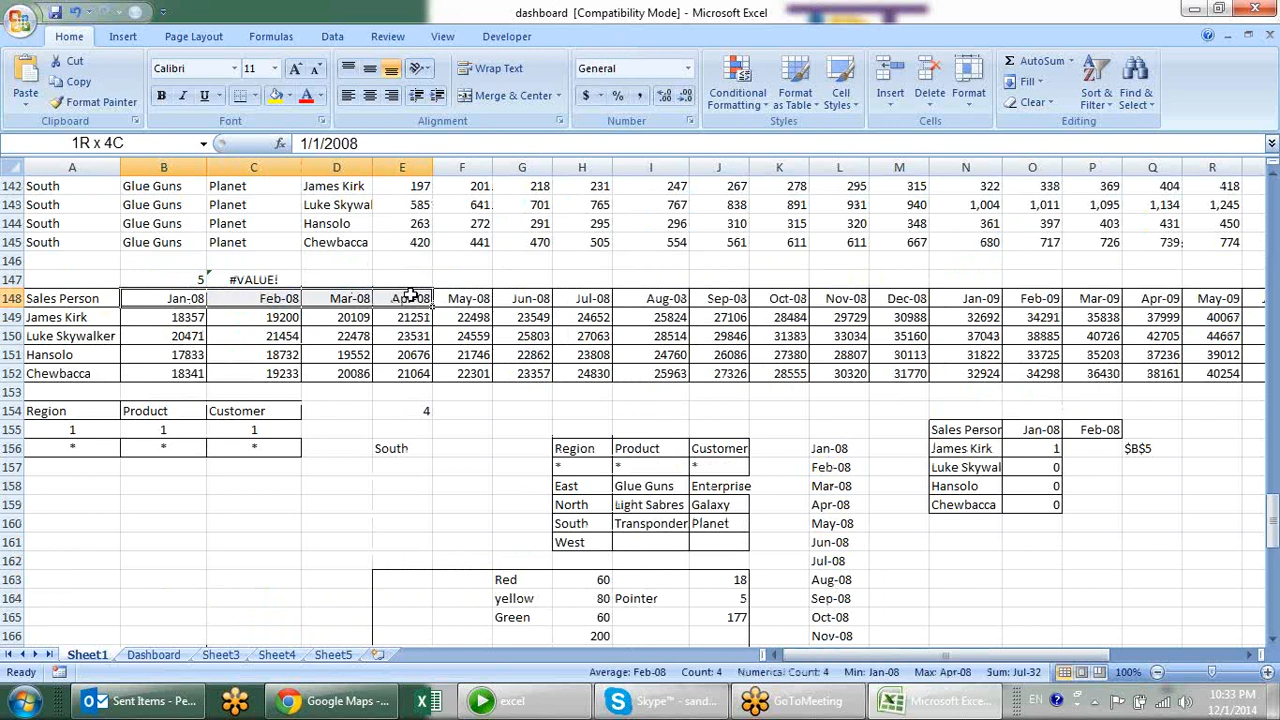 dashboard [Compatibility Mode] - Microsoft Excel
Home Insert Page Layout Formulas Data Review View Developer
Paste Cut Copy Format Painter Clipboard
Calibri 11 A A B I U A Font
Wrap Text Merge & Center Alignment
General $ % , Number
Conditional Formatting Format as Table Cell Styles Styles
Insert Delete Format Cells
Σ AutoSum Fill Clear Sort & Filter Find & Select Editing
1R x 4C fx 1/1/2008
A B C D E F G H I J K L M N O P Q R
142 South Glue Guns Planet James Kirk 197 201 218 231 247 267 278 295 315 322 338 369 404 418
143 South Glue Guns Planet Luke Skywal 585 641 701 765 767 838 891 931 940 1,004 1,011 1,095 1,134 1,245
144 South Glue Guns Planet Hansolo 263 272 291 295 296 310 315 320 348 361 397 403 431 450
145 South Glue Guns Planet Chewbacca 420 441 470 505 554 561 611 611 667 680 717 726 739 774
146
147 5 #VALUE!
148 Sales Person Jan-08 Feb-08 Mar-08 Apr-08 May-08 Jun-08 Jul-08 Aug-08 Sep-08 Oct-08 Nov-08 Dec-08 Jan-09 Feb-09 Mar-09 Apr-09 May-09
149 James Kirk 18357 19200 20109 21251 22498 23549 24652 25824 27106 28484 29729 30988 32692 34291 35838 37999 40067
150 Luke Skywalker 20471 21454 22478 23531 24559 25803 27063 28514 29846 31383 33034 35160 37043 38885 40726 42705 44657
151 Hansolo 17833 18732 19552 20676 21746 22862 23808 24760 26086 27380 28807 30113 31822 33725 35203 37236 39012
152 Chewbacca 18341 19233 20086 21064 22301 23357 24830 25963 27326 28555 30320 31770 32924 34298 36430 38161 40254
153
154 Region Product Customer 4
155 1 1 1 Sales Person Jan-08 Feb-08
156 * * * South Region Product Customer Jan-08 James Kirk 1 $B$5
157 * * * Feb-08 Luke Skywal 0
158 East Glue Guns Enterprise Mar-08 Hansolo 0
159 North Light Sabres Galaxy Apr-08 Chewbacca 0
160 South Transponder Planet May-08
161 West Jun-08
162 Jul-08
163 Red 60 18 Aug-08
164 yellow 80 Pointer 5 Sep-08
165 Green 60 177 Oct-08
166 200 Nov-08
Sheet1 Dashboard Sheet3 Sheet4 Sheet5
Ready Average: Feb-08 Count: 4 Numerical Count: 4 Min: Jan-08 Max: Apr-08 Sum: Jul-32 100%
Sent Items - Pe... Google Maps - ... excel Skype™ - sand... GoToMeeting Microsoft Exc... EN 10:33 PM
12/1/2014